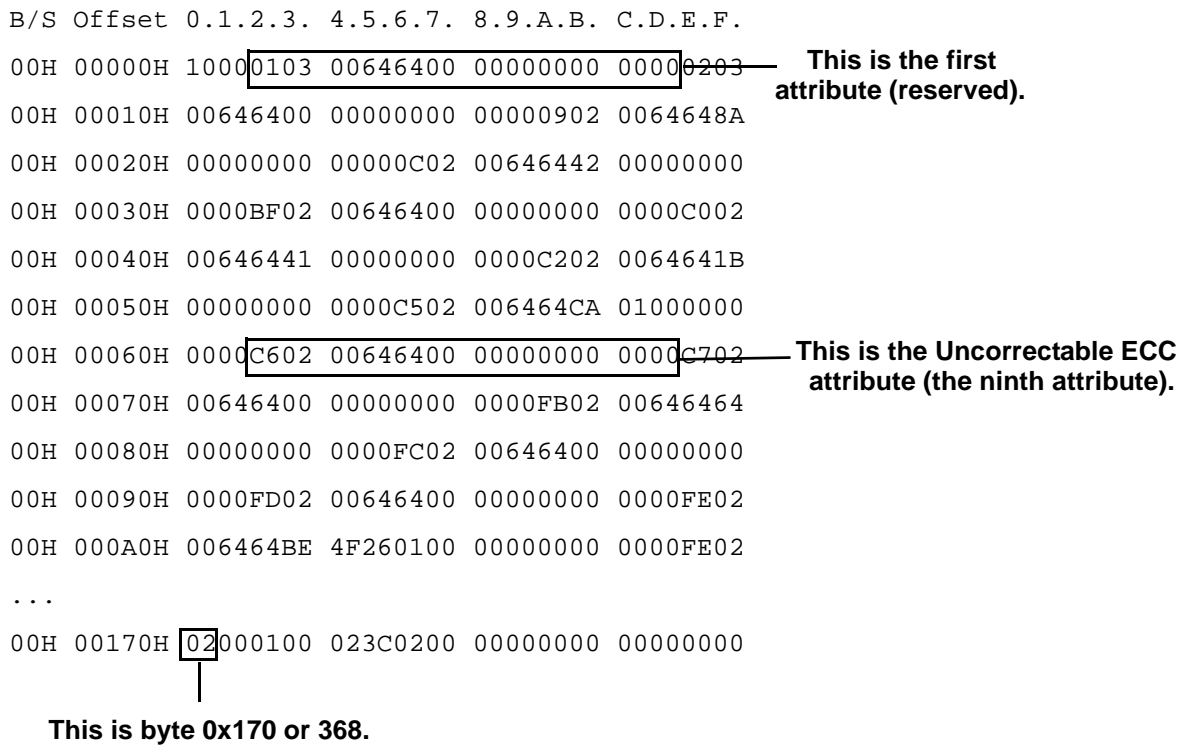 B/S Offset 0.1.2.3. 4.5.6.7. 8.9.A.B. C.D.E.F.
00H 00000H 10000103 00646400 00000000 00000203
This is the first
attribute (reserved).
00H 00010H 00646400 00000000 00000902 0064648A
00H 00020H 00000000 00000C02 00646442 00000000
00H 00030H 0000BF02 00646400 00000000 0000C002
00H 00040H 00646441 00000000 0000C202 0064641B
00H 00050H 00000000 0000C502 006464CA 01000000
00H 00060H 0000C602 00646400 00000000 0000C702
This is the Uncorrectable ECC
attribute (the ninth attribute).
00H 00070H 00646400 00000000 0000FB02 00646464
00H 00080H 00000000 0000FC02 00646400 00000000
00H 00090H 0000FD02 00646400 00000000 0000FE02
00H 000A0H 006464BE 4F260100 00000000 0000FE02
...
00H 00170H 02000100 023C0200 00000000 00000000
This is byte 0x170 or 368.